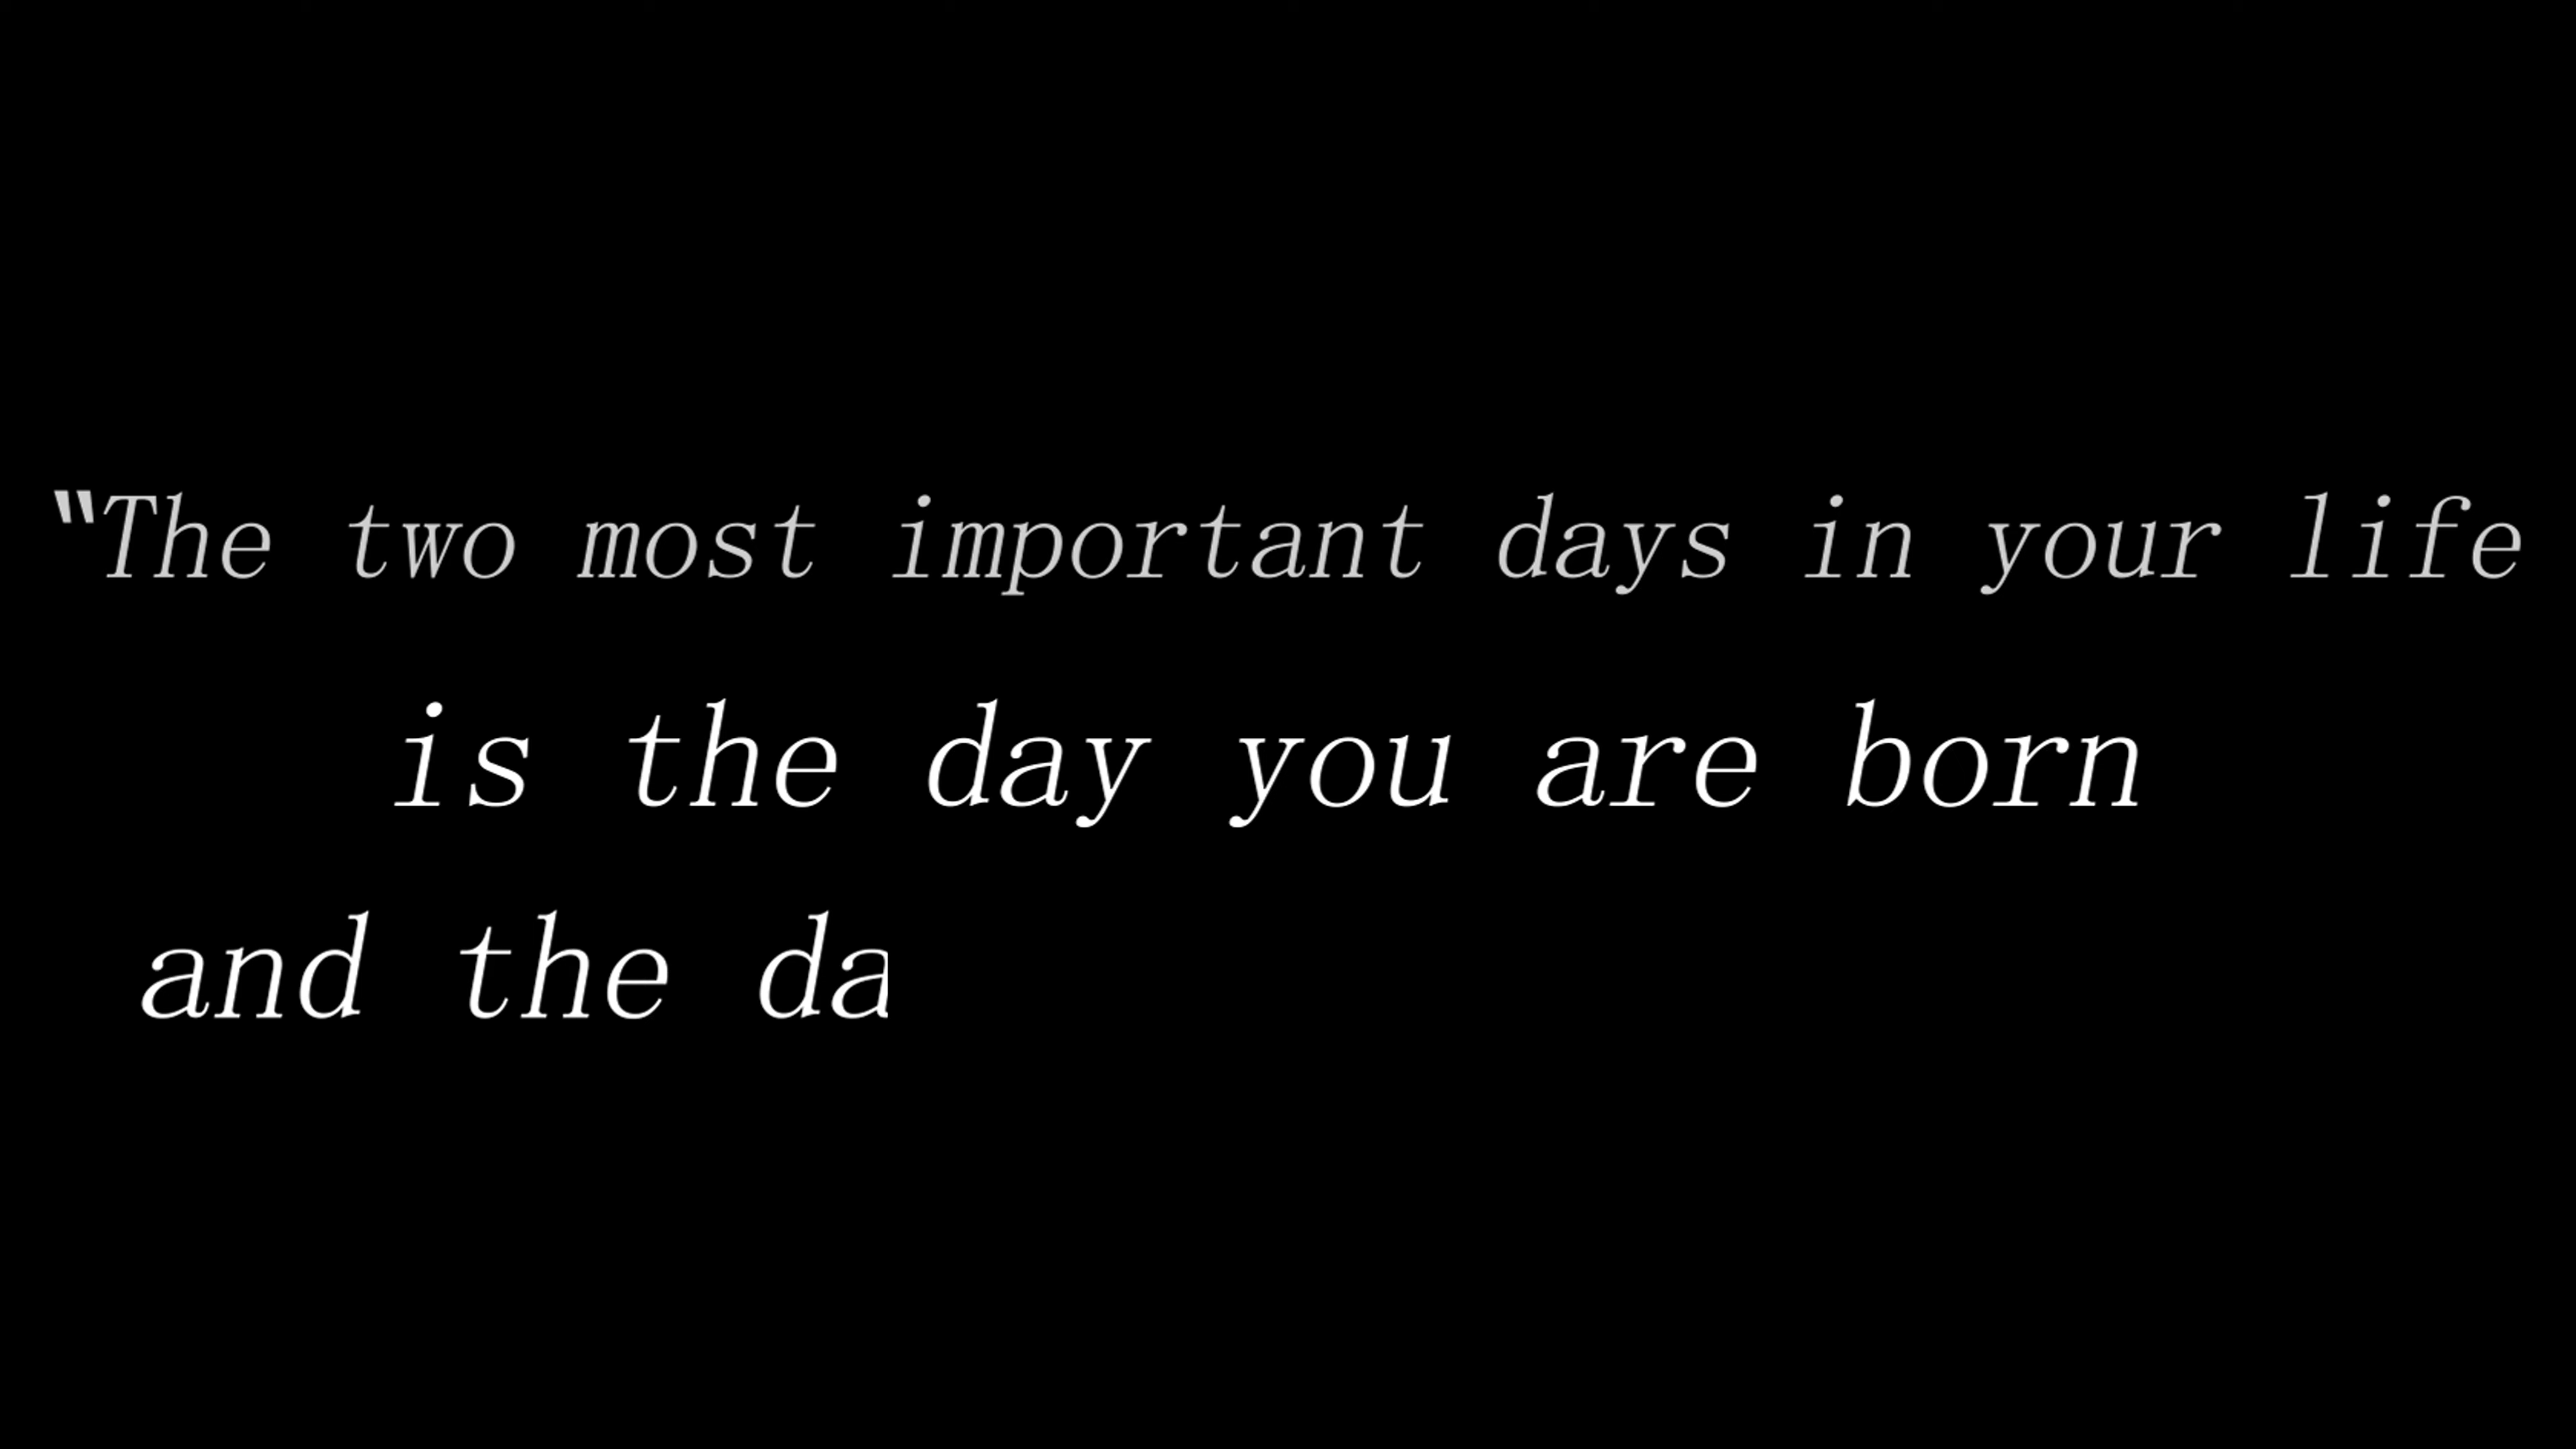 “The two most important days in your life
is the day you are born
and the da